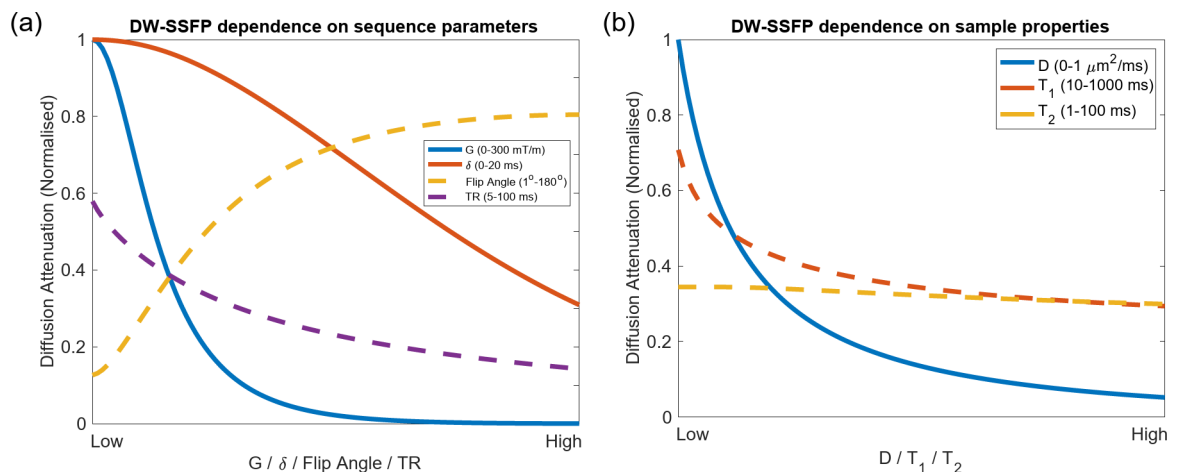 (a)
DW-SSFP dependence on sequence parameters
Diffusion Attenuation (Normalised)
1
0.8
0.6
0.4
0.2
0
G (0-300 mT/m)
δ (0-20 ms)
Flip Angle (1°-180°)
TR (5-100 ms)
Low
High
G / δ / Flip Angle / TR
(b)
DW-SSFP dependence on sample properties
Diffusion Attenuation (Normalised)
1
0.8
0.6
0.4
0.2
0
D (0-1 μm²/ms)
T₁ (10-1000 ms)
T₂ (1-100 ms)
Low
High
D / T₁ / T₂